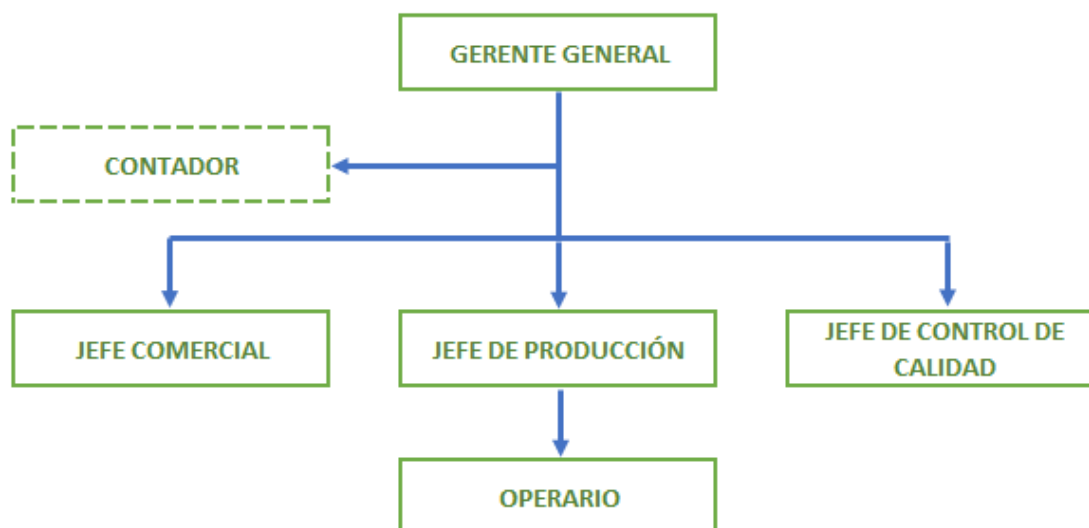 GERENTE GENERAL
CONTADOR
JEFE COMERCIAL
JEFE DE PRODUCCIÓN
JEFE DE CONTROL DE
CALIDAD
OPERARIO